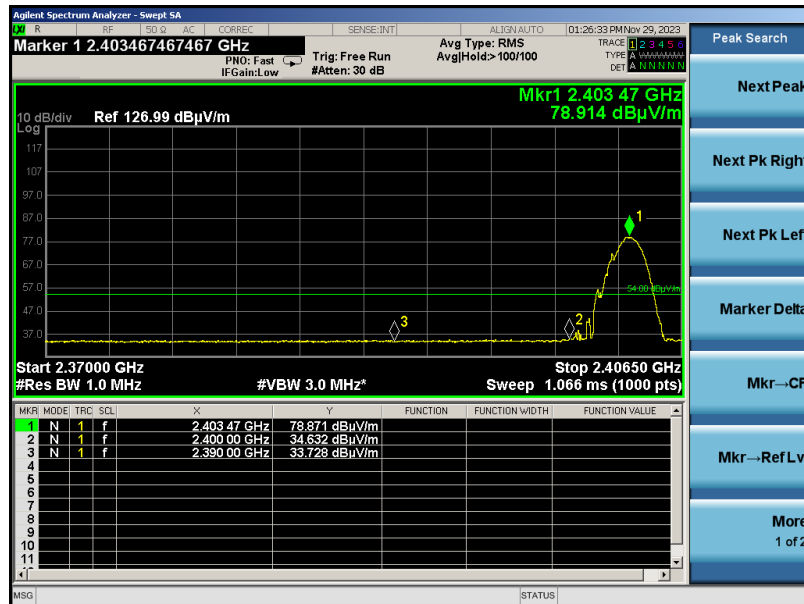 Agilent Spectrum Analyzer - Swept SA
LXI R RF 50 Ω AC CORREC SENSE:INT ALIGN AUTO 01:26:33 PM Nov 29, 2023
Marker 1 2.403467467467 GHz
PNO: Fast
IFGain:Low
Trig: Free Run
#Atten: 30 dB
Avg Type: RMS
Avg|Hold:>100/100
TRACE 1 2 3 4 5 6
TYPE A WWWWW
DET A N N N N N
Mkr1 2.403 47 GHz
78.914 dBµV/m
10 dB/div Ref 126.99 dBµV/m
Log
117
107
97.0
87.0
77.0
67.0
57.0
47.0
37.0
1
2
3
54.00 dBµV/m
Start 2.37000 GHz Stop 2.40650 GHz
#Res BW 1.0 MHz #VBW 3.0 MHz* Sweep 1.066 ms (1000 pts)
MKR MODE TRC SCL X Y FUNCTION FUNCTION WIDTH FUNCTION VALUE
1 N 1 f 2.403 47 GHz 78.871 dBµV/m
2 N 1 f 2.400 00 GHz 34.632 dBµV/m
3 N 1 f 2.390 00 GHz 33.728 dBµV/m
4
5
6
7
8
9
10
11
MSG STATUS
Peak Search
Next Peak
Next Pk Righ
Next Pk Lef
Marker Delta
Mkr→CF
Mkr→Ref Lv
More
1 of 2